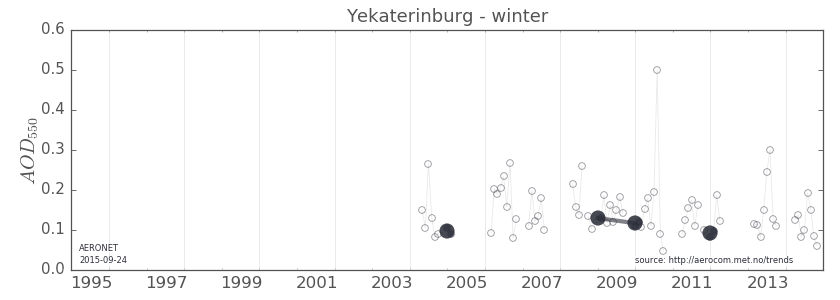 Yekaterinburg - winter
0.6
0.5
0.4
0.3
0.2
0.1
0.0
AOD550
AERONET
2015-09-24
source: http://aerocom.met.no/trends
1995 1997 1999 2001 2003 2005 2007 2009 2011 2013